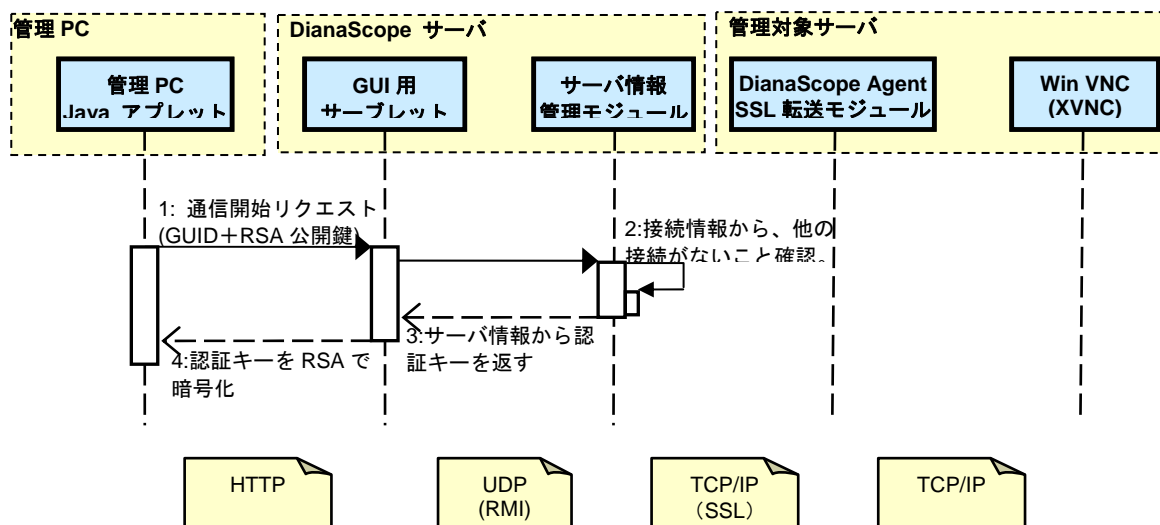 管理 PC
DianaScope サーバ
管理対象サーバ
管理 PC
Java アプレット
GUI 用
サーブレット
サーバ情報
管理モジュール
DianaScope Agent
SSL 転送モジュール
Win VNC
(XVNC)
1: 通信開始リクエスト
(GUID＋RSA 公開鍵)
2:接続情報から、他の
接続がないこと確認。
3:サーバ情報から認
証キーを返す
4:認証キーを RSA で
暗号化
HTTP
UDP
(RMI)
TCP/IP
（SSL）
TCP/IP